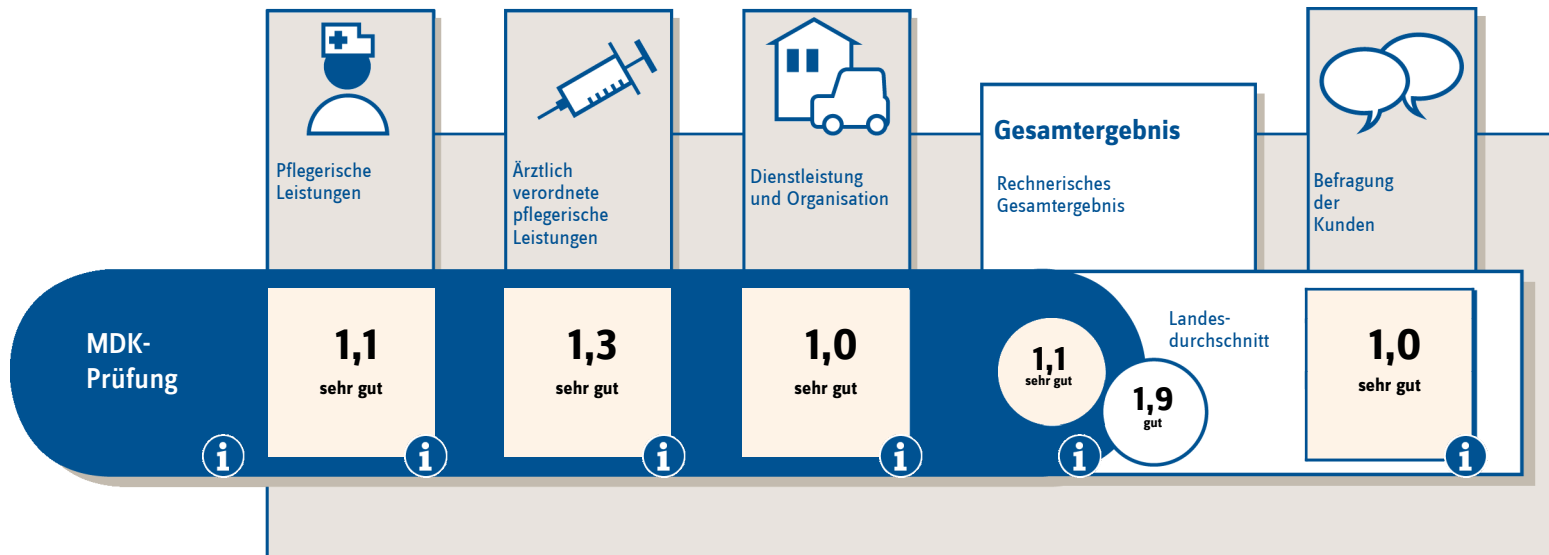 Pflegerische
Leistungen
Ärztlich
verordnete
pflegerische
Leistungen
Dienstleistung
und Organisation
Gesamtergebnis
Rechnerisches
Gesamtergebnis
Befragung
der
Kunden
MDK-
Prüfung
1,1
sehr gut
1,3
sehr gut
1,0
sehr gut
1,1
sehr gut
Landes-
durchschnitt
1,9
gut
1,0
sehr gut
i
i
i
i
i
i